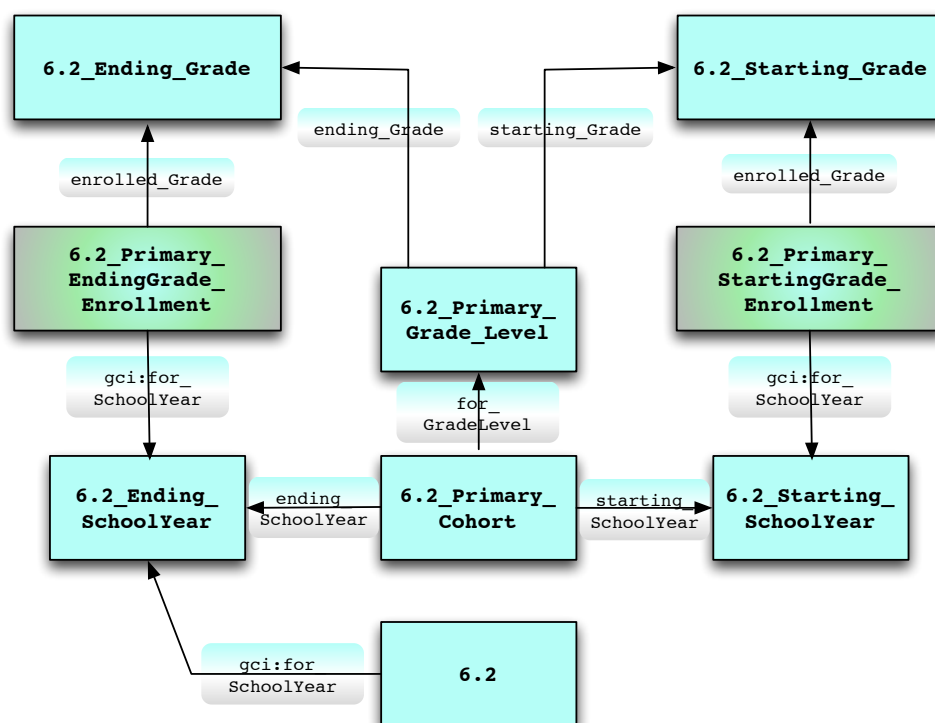 6.2_Ending_Grade
6.2_Starting_Grade
ending_Grade
starting_Grade
enrolled_Grade
enrolled_Grade
6.2_Primary_
EndingGrade_
Enrollment
6.2_Primary_
StartingGrade_
Enrollment
6.2_Primary_
Grade_Level
gci:for_
SchoolYear
gci:for_
SchoolYear
for_
GradeLevel
6.2_Ending_
SchoolYear
ending_
SchoolYear
6.2_Primary_
Cohort
starting_
SchoolYear
6.2_Starting_
SchoolYear
gci:for_
SchoolYear
6.2